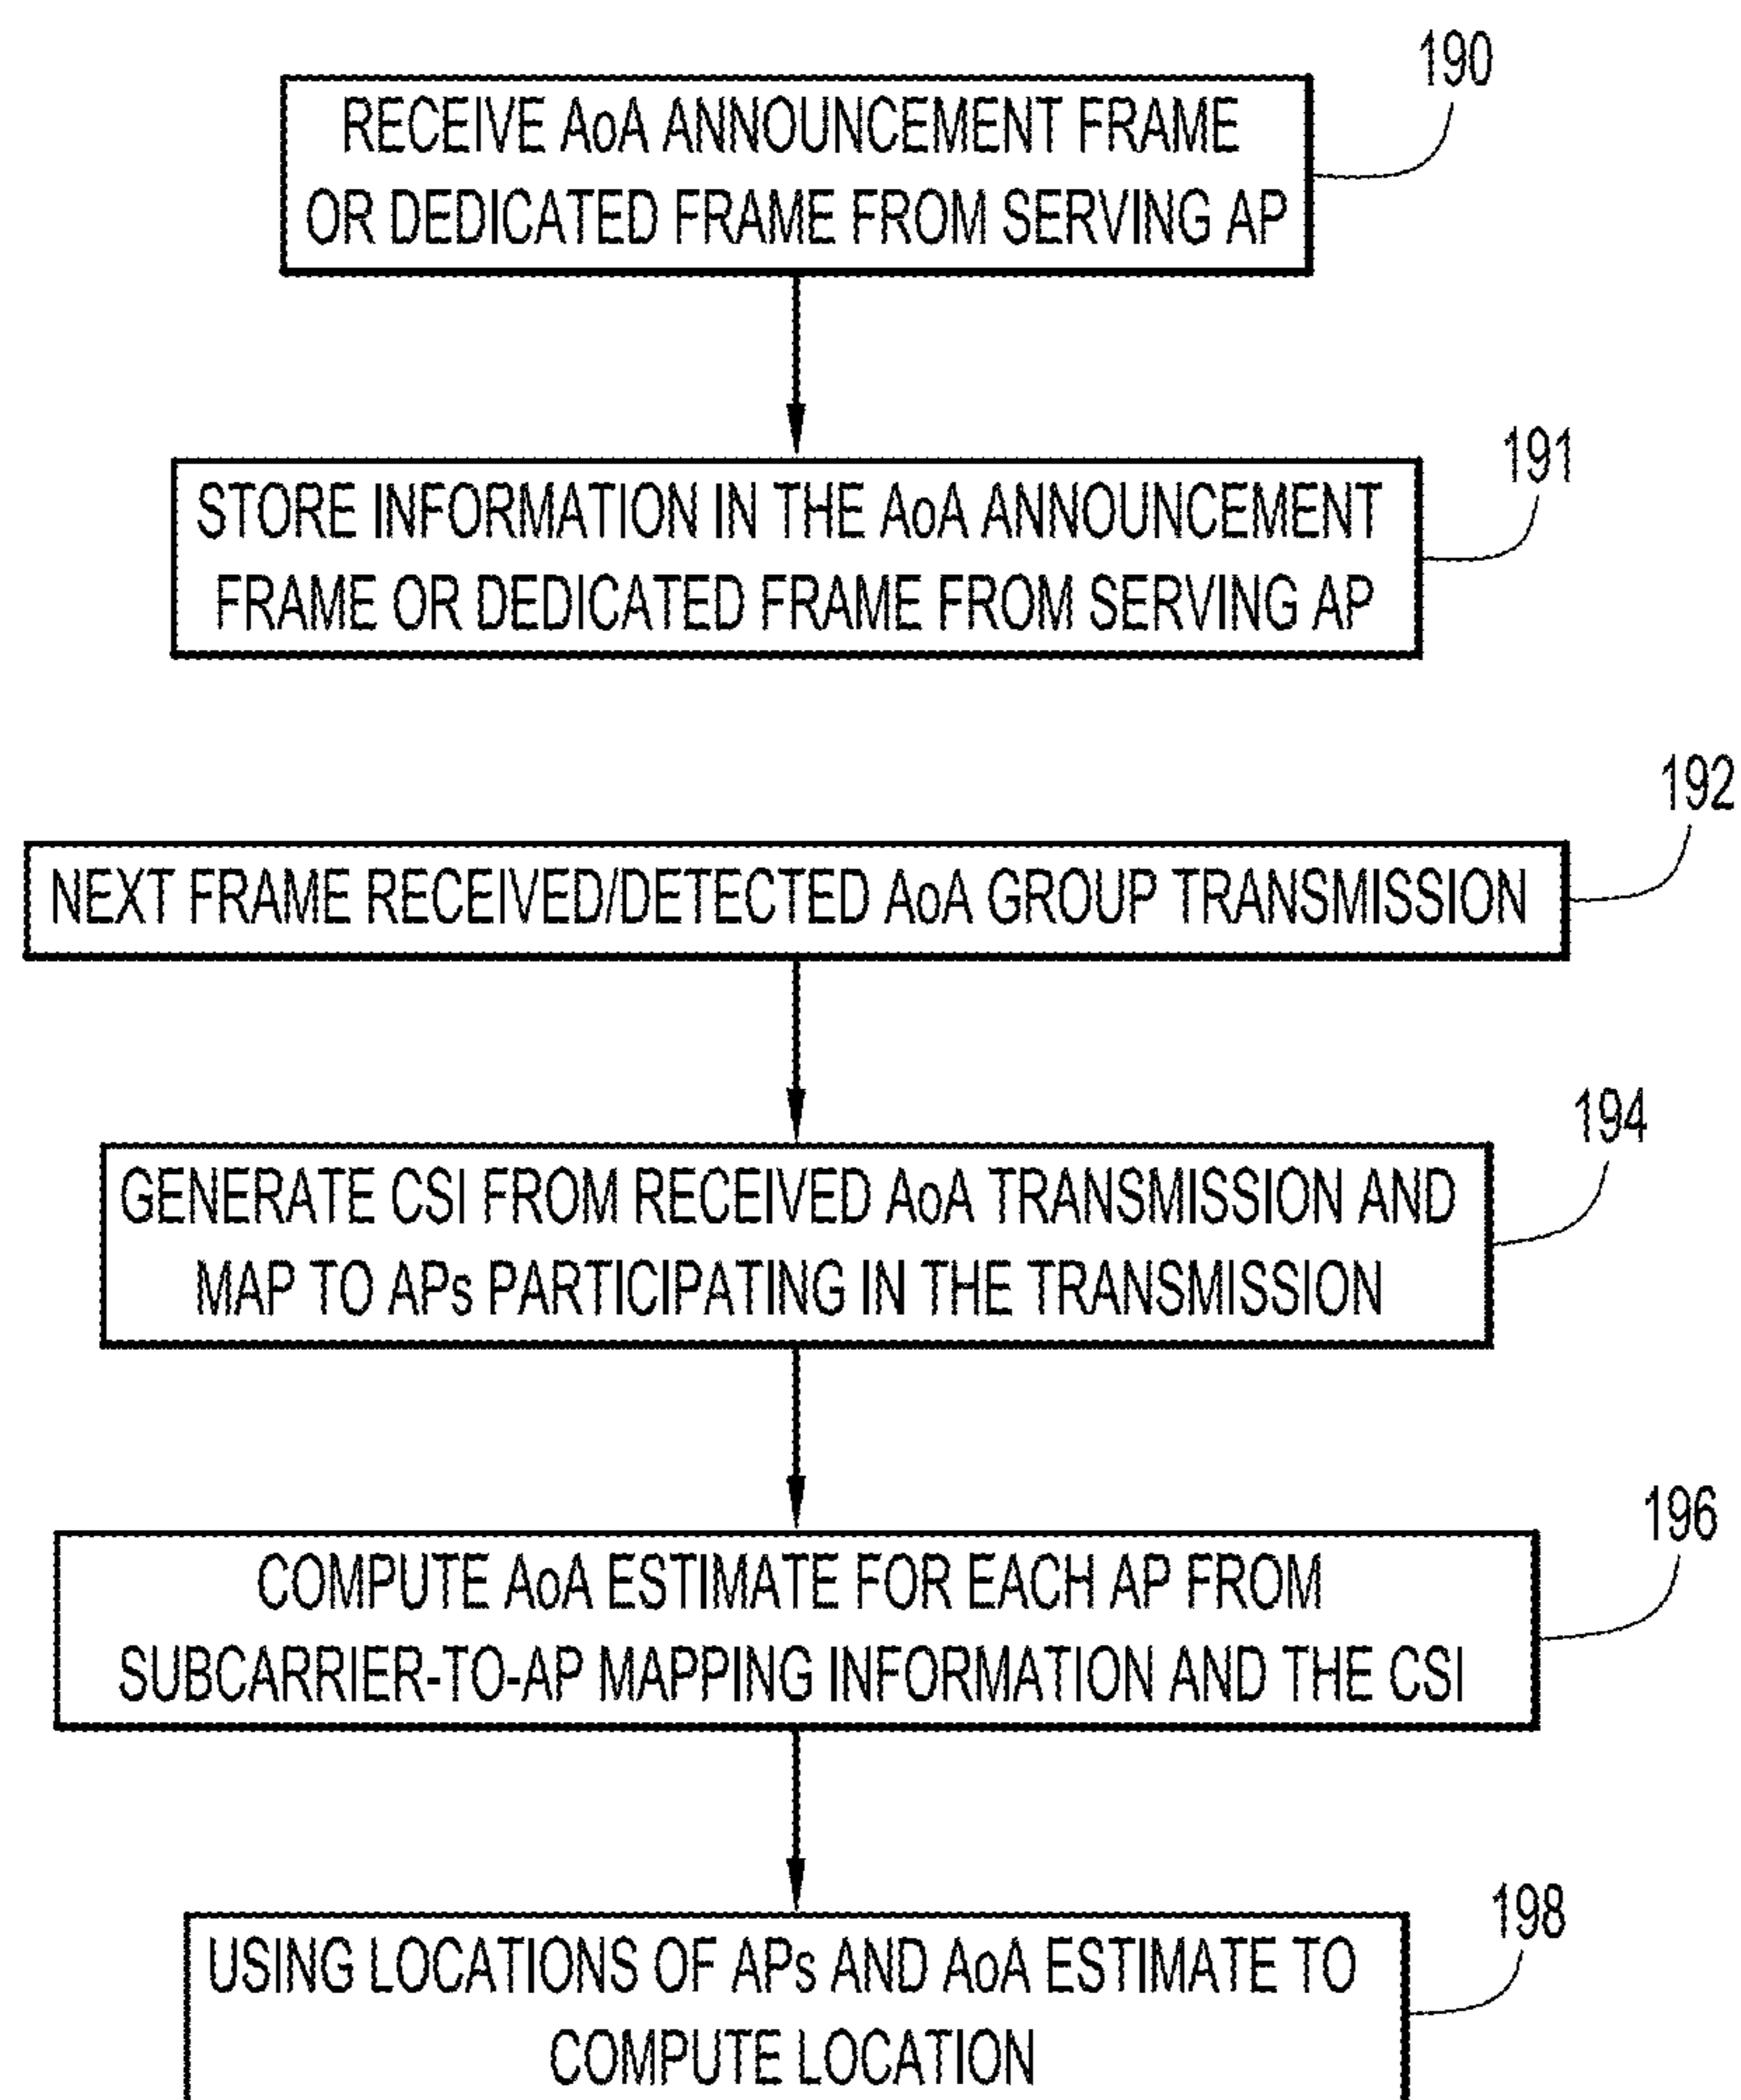 190
RECEIVE AoA ANNOUNCEMENT FRAME
OR DEDICATED FRAME FROM SERVING AP
191
STORE INFORMATION IN THE AoA ANNOUNCEMENT
FRAME OR DEDICATED FRAME FROM SERVING AP
192
NEXT FRAME RECEIVED/DETECTED AoA GROUP TRANSMISSION
194
GENERATE CSI FROM RECEIVED AoA TRANSMISSION AND
MAP TO APs PARTICIPATING IN THE TRANSMISSION
196
COMPUTE AoA ESTIMATE FOR EACH AP FROM
SUBCARRIER-TO-AP MAPPING INFORMATION AND THE CSI
198
USING LOCATIONS OF APs AND AoA ESTIMATE TO
COMPUTE LOCATION